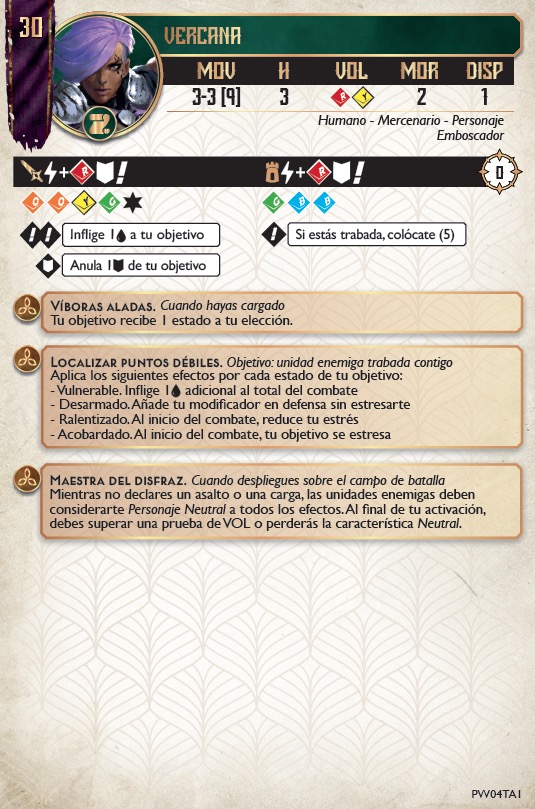 30
VERCANA
MOV H VOL MOR DISP
3-3 [9] 3 R Y 2 1
Humano - Mercenario - Personaje
Emboscador
+ R ! + R ! 0
O O Y G G B B
!! Inflige 1 a tu objetivo ! Si estás trabada, colócate (5)
Anula 1 de tu objetivo
VÍBORAS ALADAS. Cuando hayas cargado
Tu objetivo recibe 1 estado a tu elección.
LOCALIZAR PUNTOS DÉBILES. Objetivo: unidad enemiga trabada contigo
Aplica los siguientes efectos por cada estado de tu objetivo:
- Vulnerable. Inflige 1 adicional al total del combate
- Desarmado. Añade tu modificador en defensa sin estresarte
- Ralentizado. Al inicio del combate, reduce tu estrés
- Acobardado. Al inicio del combate, tu objetivo se estresa
MAESTRA DEL DISFRAZ. Cuando despliegues sobre el campo de batalla
Mientras no declares un asalto o una carga, las unidades enemigas deben
considerarte Personaje Neutral a todos los efectos. Al final de tu activación,
debes superar una prueba de VOL o perderás la característica Neutral.
PVV04TA1